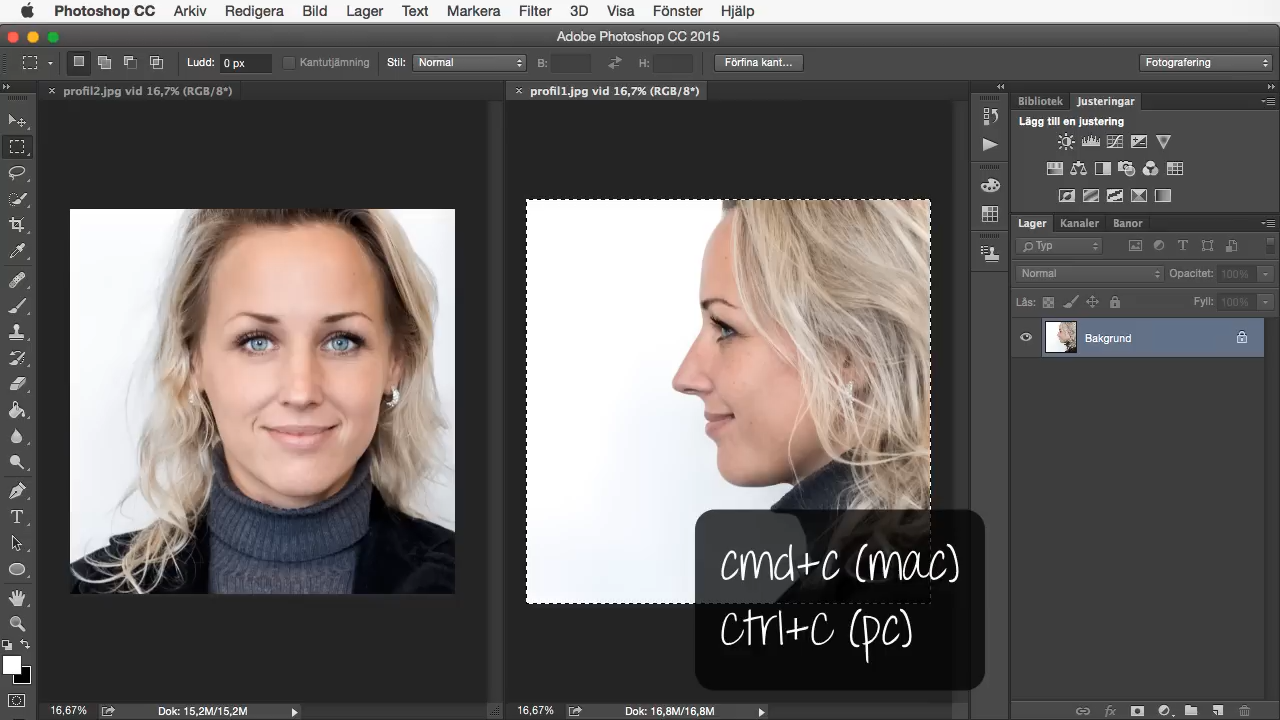 Photoshop CC Arkiv Redigera Bild Lager Text Markera Filter 3D Visa Fönster Hjälp
Adobe Photoshop CC 2015
Ludd: 0 px Kantutjämning Stil: Normal B: H: Förfina kant... Fotografering
profil2.jpg vid 16,7% (RGB/8*)
profil1.jpg vid 16,7% (RGB/8*)
Bibliotek Justeringar
Lägg till en justering
Lager Kanaler Banor
Typ
Normal Opacitet: 100%
Lås: Fyll: 100%
Bakgrund
cmd+c (mac)
ctrl+c (pc)
16,67% Dok: 15,2M/15,2M
16,67% Dok: 16,8M/16,8M